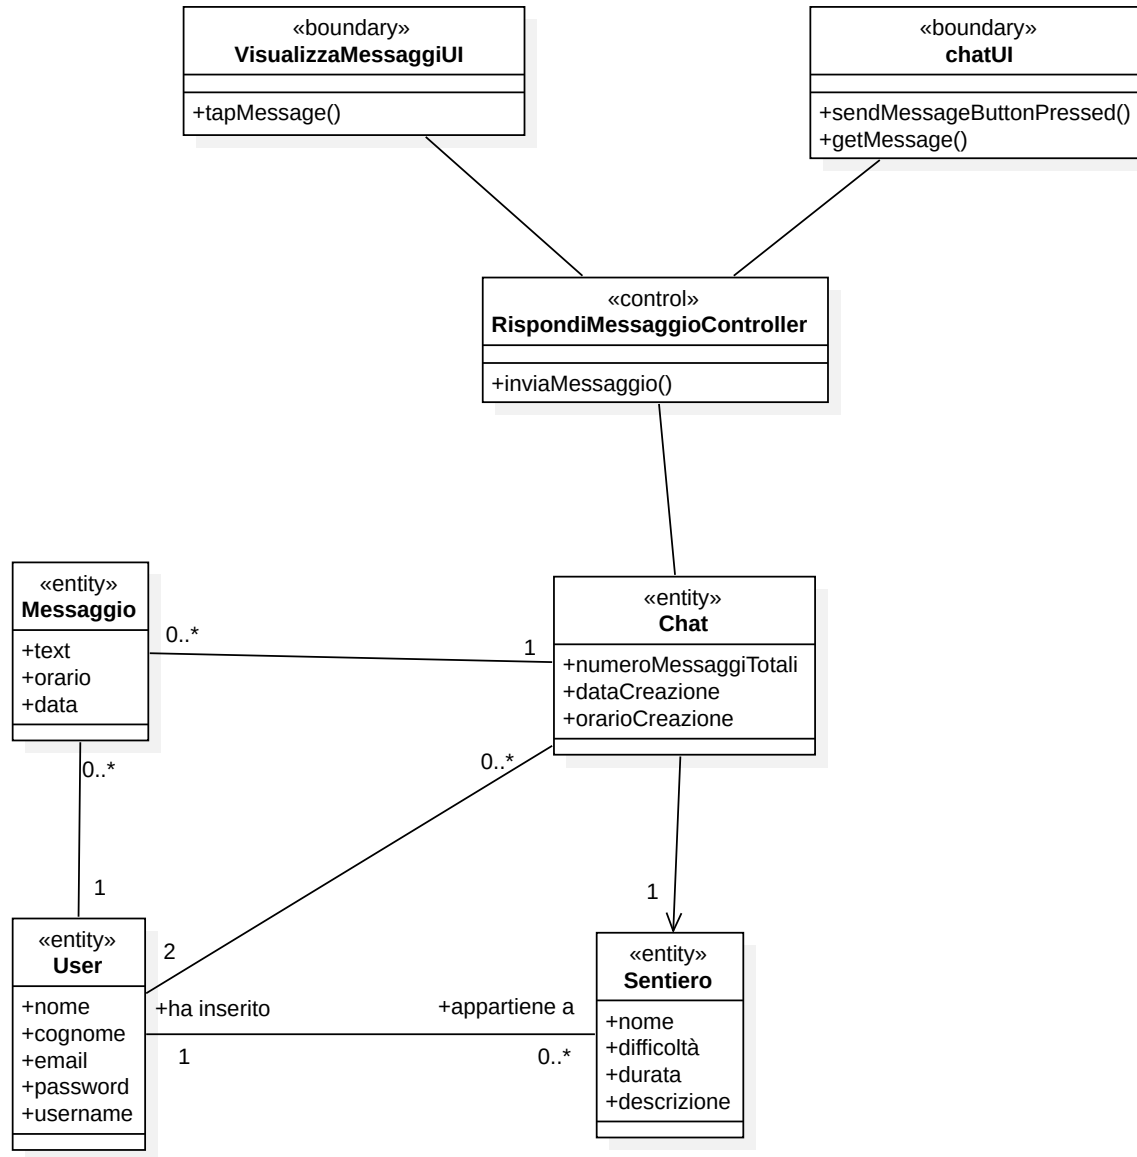 «boundary»
VisualizzaMessaggiUI
+tapMessage()
«boundary»
chatUI
+sendMessageButtonPressed()
+getMessage()
«control»
RispondiMessaggioController
+inviaMessaggio()
«entity»
Messaggio
+text
+orario
+data
«entity»
Chat
+numeroMessaggiTotali
+dataCreazione
+orarioCreazione
0..*
1
0..*
1
0..*
2
1
«entity»
User
+nome
+cognome
+email
+password
+username
+ha inserito
1
+appartiene a
0..*
«entity»
Sentiero
+nome
+difficoltà
+durata
+descrizione